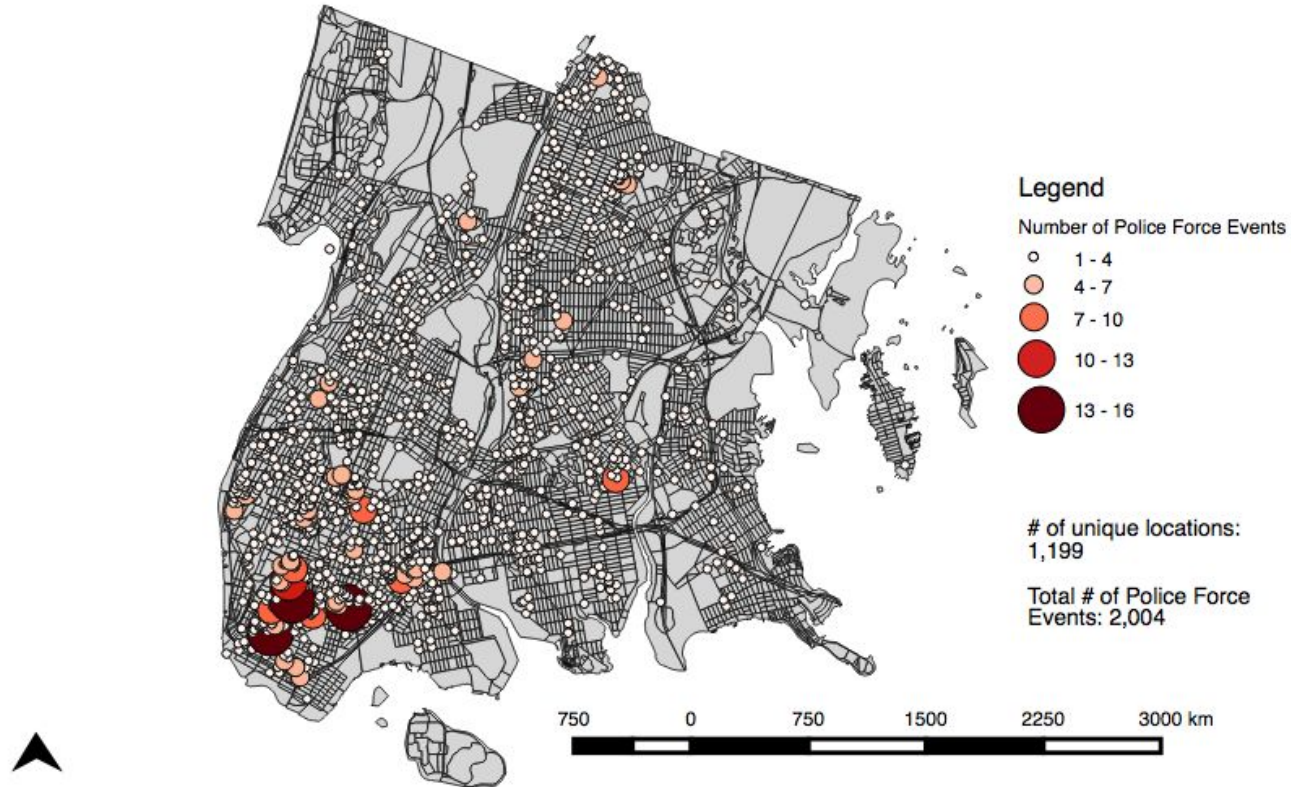 Legend
Number of Police Force Events
1 - 4
4 - 7
7 - 10
10 - 13
13 - 16
# of unique locations:
1,199
Total # of Police Force
Events: 2,004
750 0 750 1500 2250 3000 km